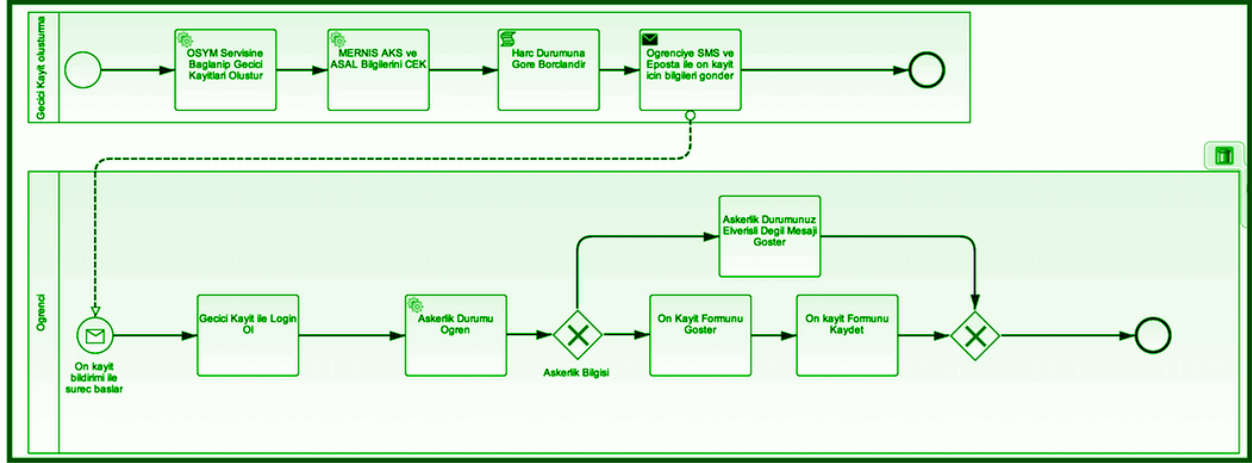 Gecici Kayit olusturma
OSYM Servisine
Baglanip Gecici
Kayitlari Olustur
MERNIS AKS ve
ASAL Bilgilerini CEK
Harc Durumuna
Gore Borclandir
Ogrenciye SMS ve
Eposta ile on kayit
icin bilgileri gonder
Ogrenci
Askerlik Durumunuz
Elverisli Degil Mesaji
Goster
Gecici Kayit ile Login
Ol
Askerlik Durumu
Ogren
On Kayit Formunu
Goster
On kayit Formunu
Kaydet
On kayit
bildirimi ile
surec baslar
Askerlik Bilgisi